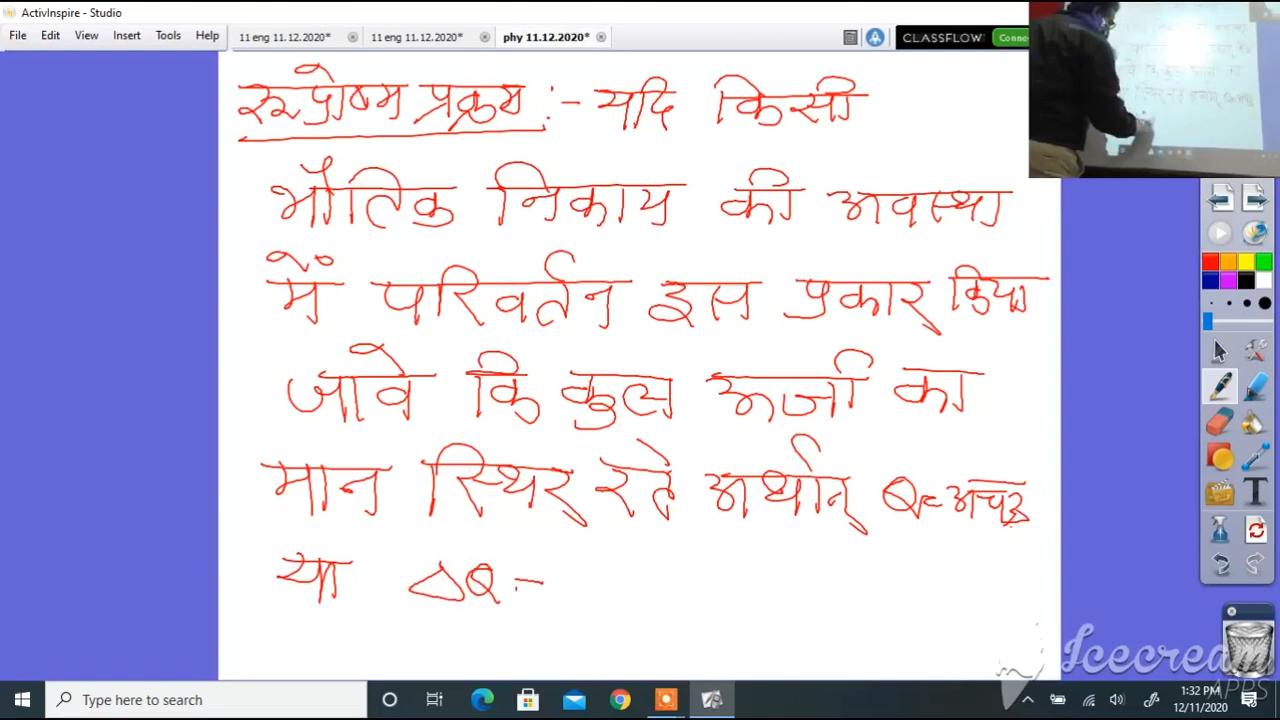 ActivInspire - Studio
File Edit View Insert Tools Help
11 eng 11.12.2020* 11 eng 11.12.2020* phy 11.12.2020*
CLASSFLOW
रूद्धोष्म प्रक्रम :- यदि किसी
भौतिक निकाय की अवस्था
में परिवर्तन इस प्रकार किया
जावे कि कुल ऊर्जा का
मान स्थिर रहे अर्थात् Q = अचर
या ΔQ =
Icecream
APPS
Type here to search
1:32 PM
12/11/2020